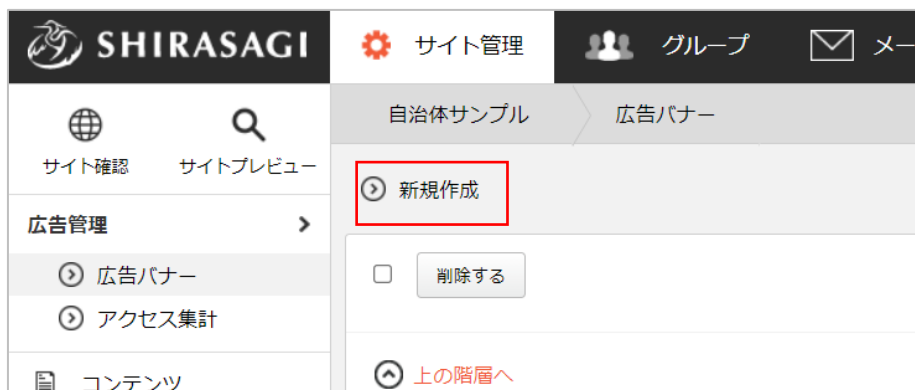 SHIRASAGI
サイト管理
グループ
メー
サイト確認
サイトプレビュー
自治体サンプル
広告バナー
新規作成
広告管理
広告バナー
アクセス集計
コンテンツ
削除する
上の階層へ